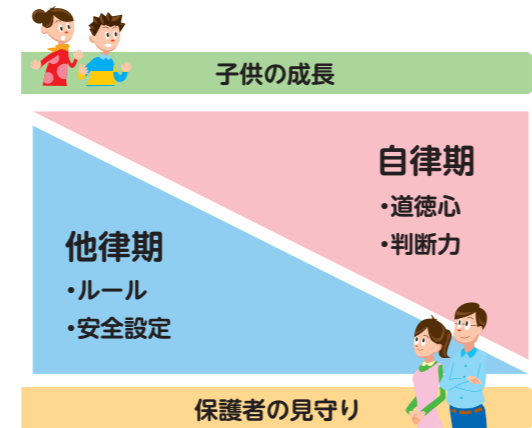 子供の成長
自律期
・道徳心
・判断力
他律期
・ルール
・安全設定
保護者の見守り